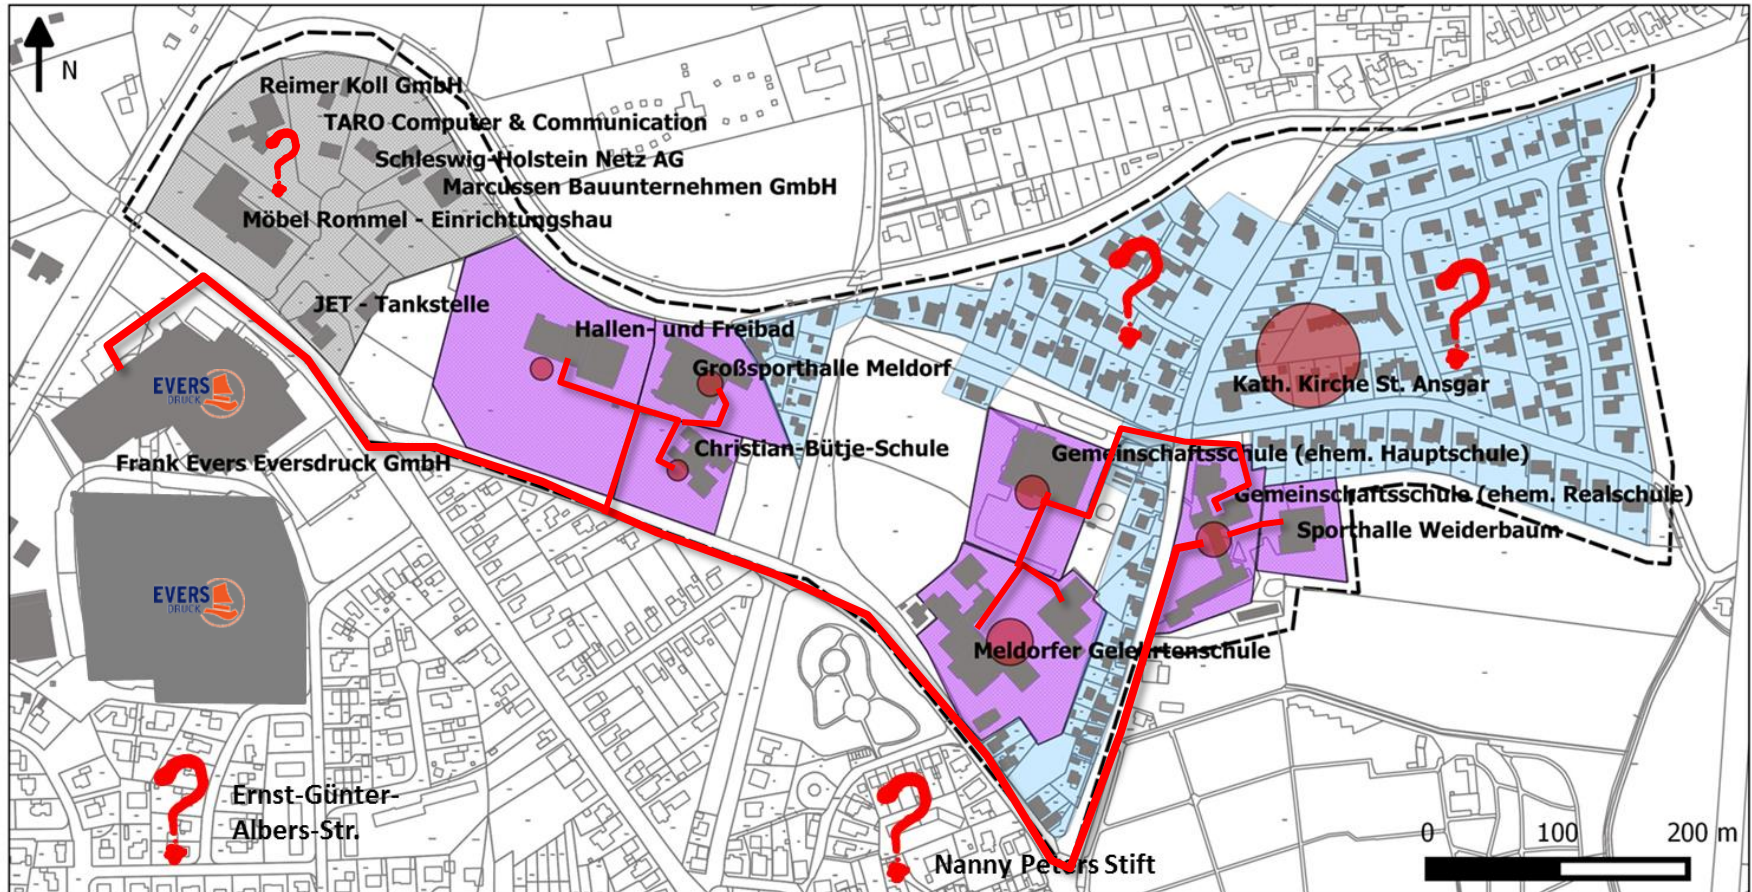 N
Reimer Koll GmbH
TARO Computer & Communication
Schleswig-Holstein Netz AG
Marcussen Bauunternehmen GmbH
Möbel Rommel - Einrichtungshau
JET - Tankstelle
Hallen- und Freibad
Großsporthalle Meldorf
Kath. Kirche St. Ansgar
EVERS
DRUCK
Christian-Bütje-Schule
Gemeinschaftsschule (ehem. Hauptschule)
Frank Evers Eversdruck GmbH
Gemeinschaftsschule (ehem. Realschule)
Sporthalle Weiderbaum
EVERS
DRUCK
Meldorfer Gelehrtenschule
Ernst-Günter-
Albers-Str.
Nanny Peters Stift
0 100 200 m
? ? ? ? ?